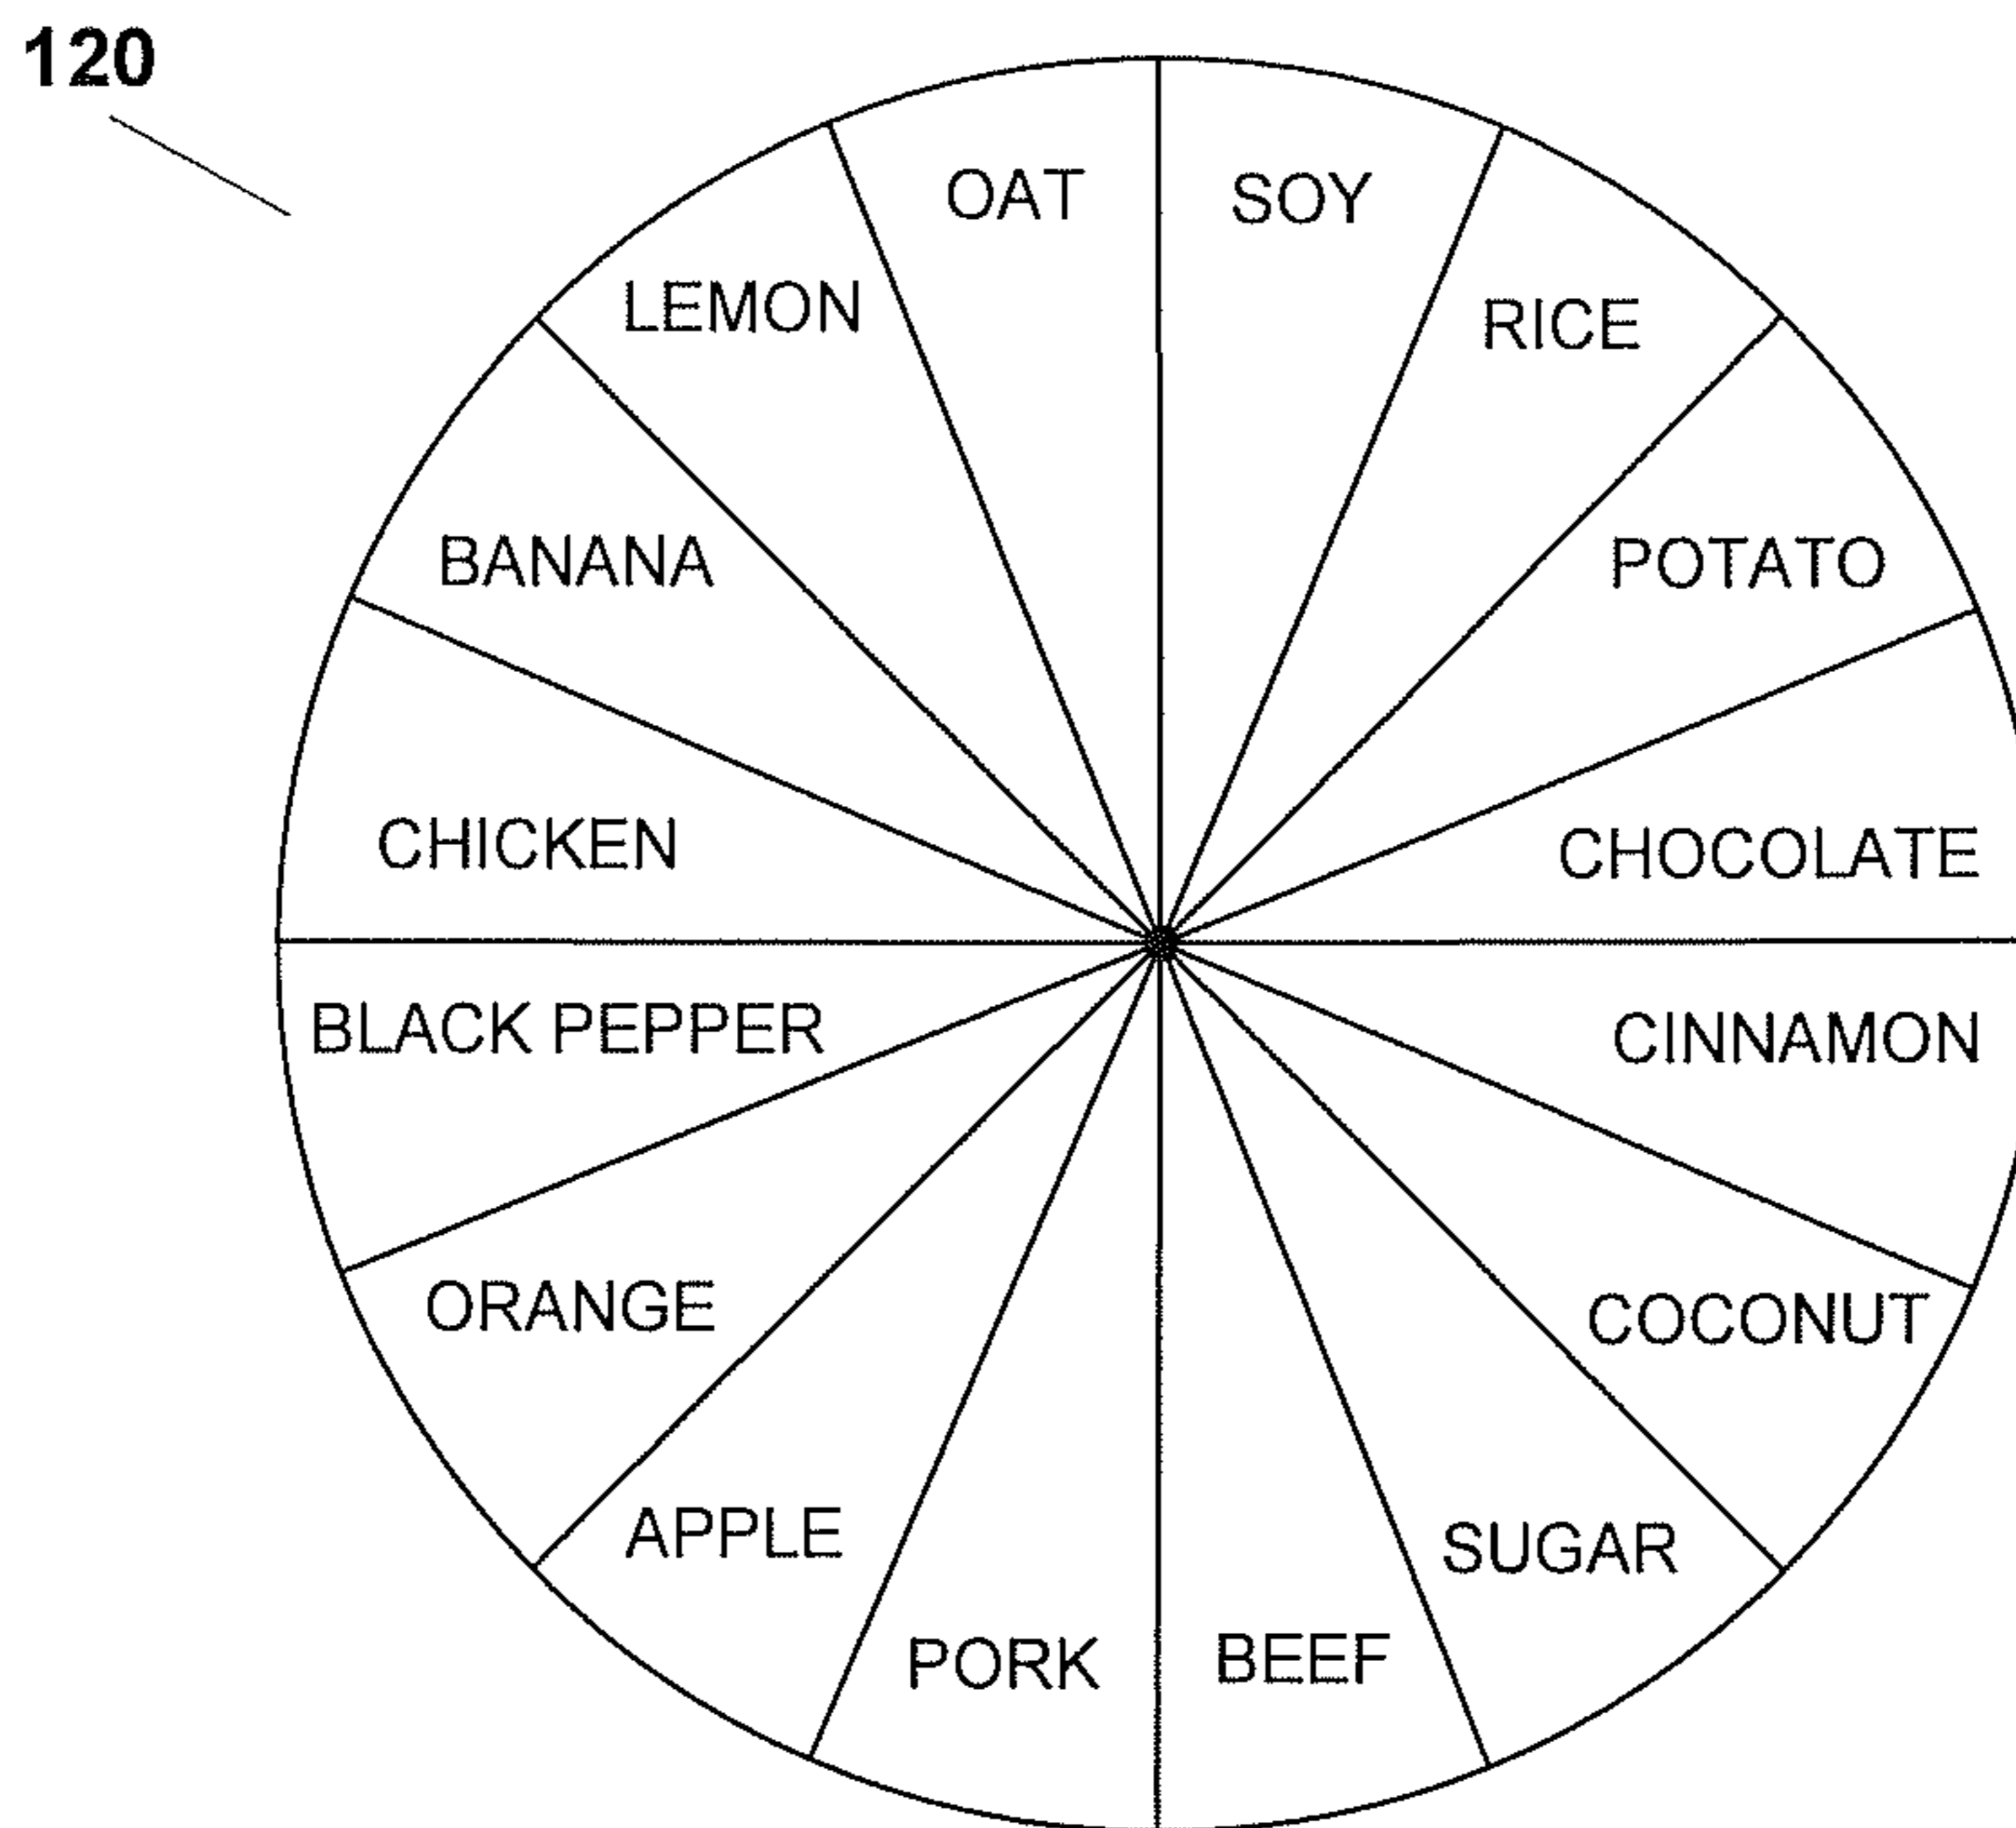 120
OAT
SOY
LEMON
RICE
BANANA
POTATO
CHICKEN
CHOCOLATE
BLACK PEPPER
CINNAMON
ORANGE
COCONUT
APPLE
SUGAR
PORK
BEEF